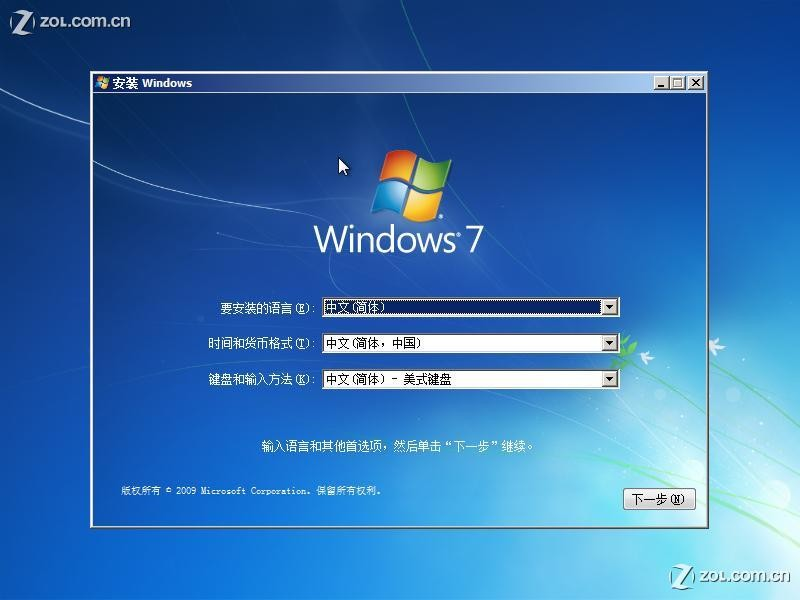 ZOL.COM.CN
安装 Windows
Windows 7
要安装的语言(E): 中文(简体)
时间和货币格式(T): 中文(简体，中国)
键盘和输入方法(K): 中文(简体) - 美式键盘
输入语言和其他首选项，然后单击“下一步”继续。
版权所有 © 2009 Microsoft Corporation。保留所有权利。
下一步(N)
ZOL.COM.CN